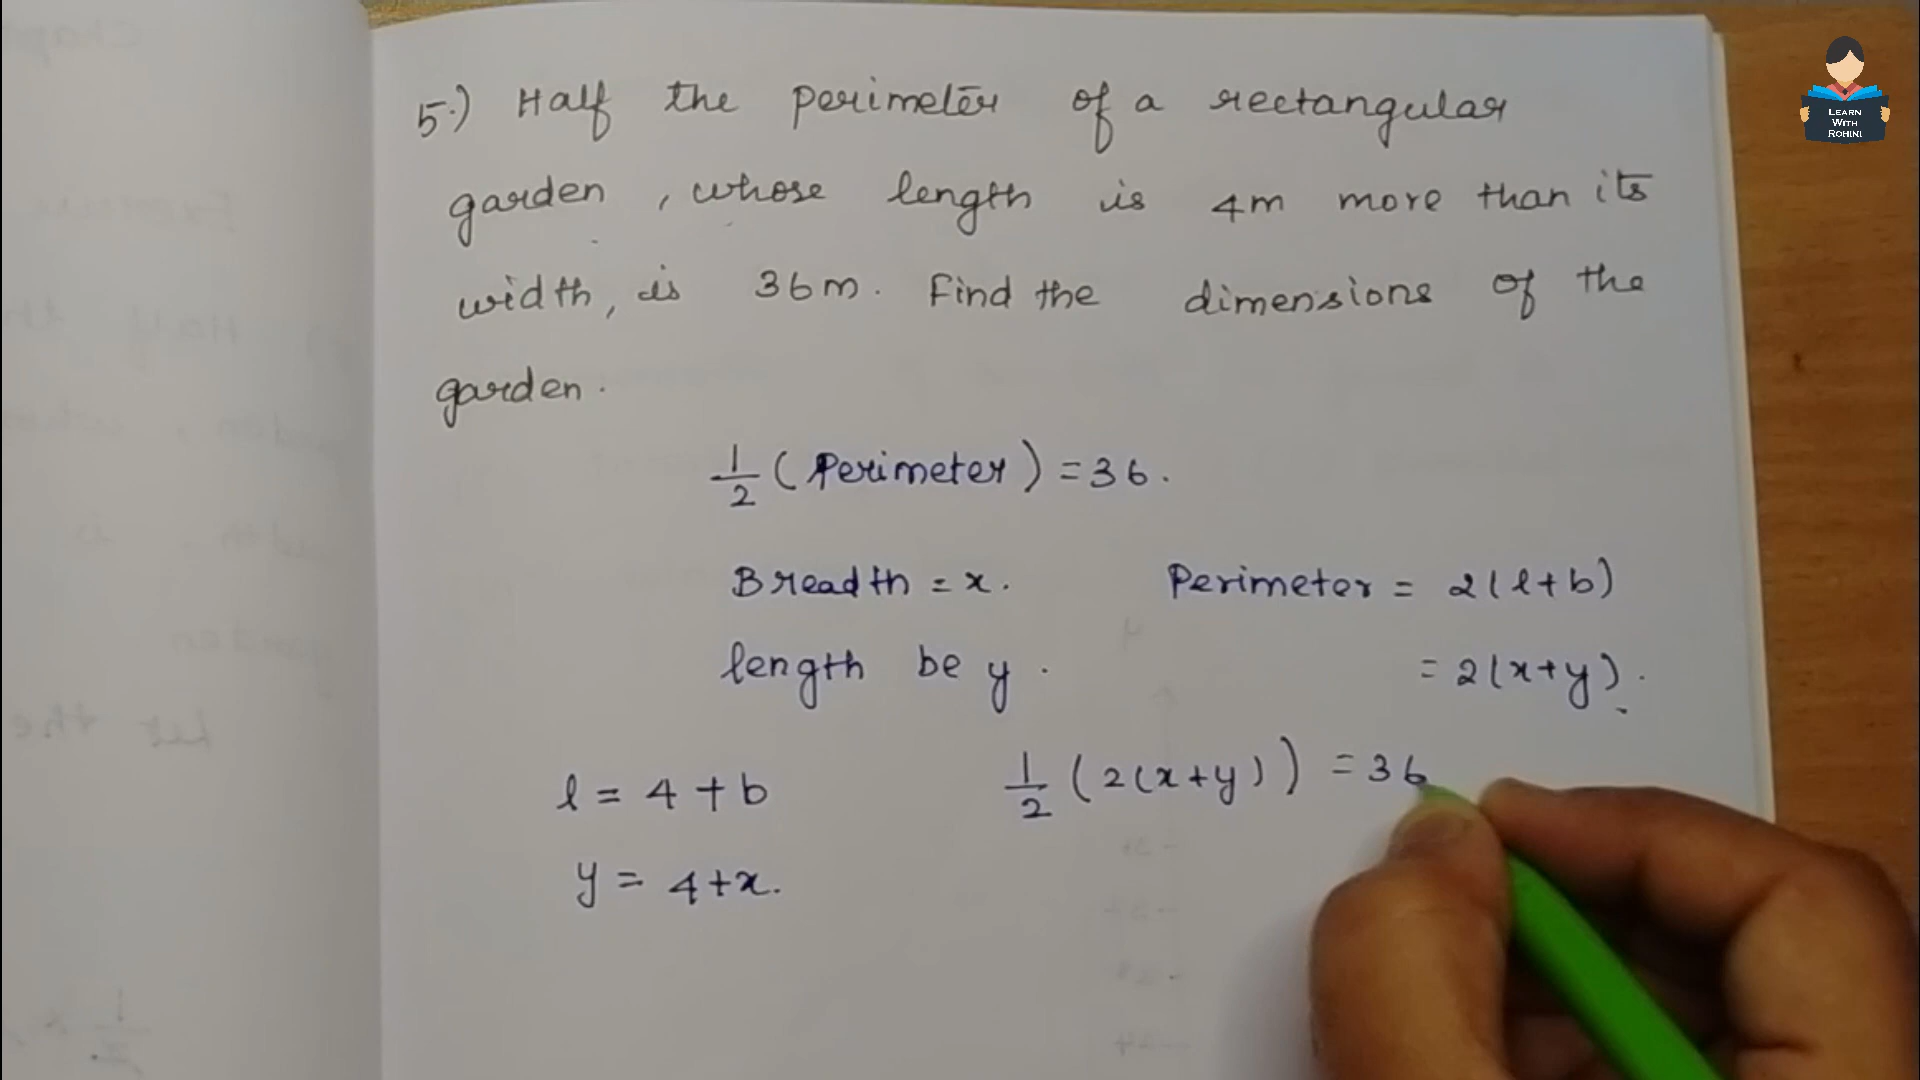 5.) Half the perimeter of a rectangular
garden, whose length is 4m more than its
width, is 36m. Find the dimensions of the
garden.
1/2 (Perimeter) = 36.
Breadth = x.
Perimeter = 2(l+b)
length be y.
= 2(x+y).
l = 4+b
1/2 (2(x+y)) = 36
y = 4+x.
LEARN
WITH
ROHINI